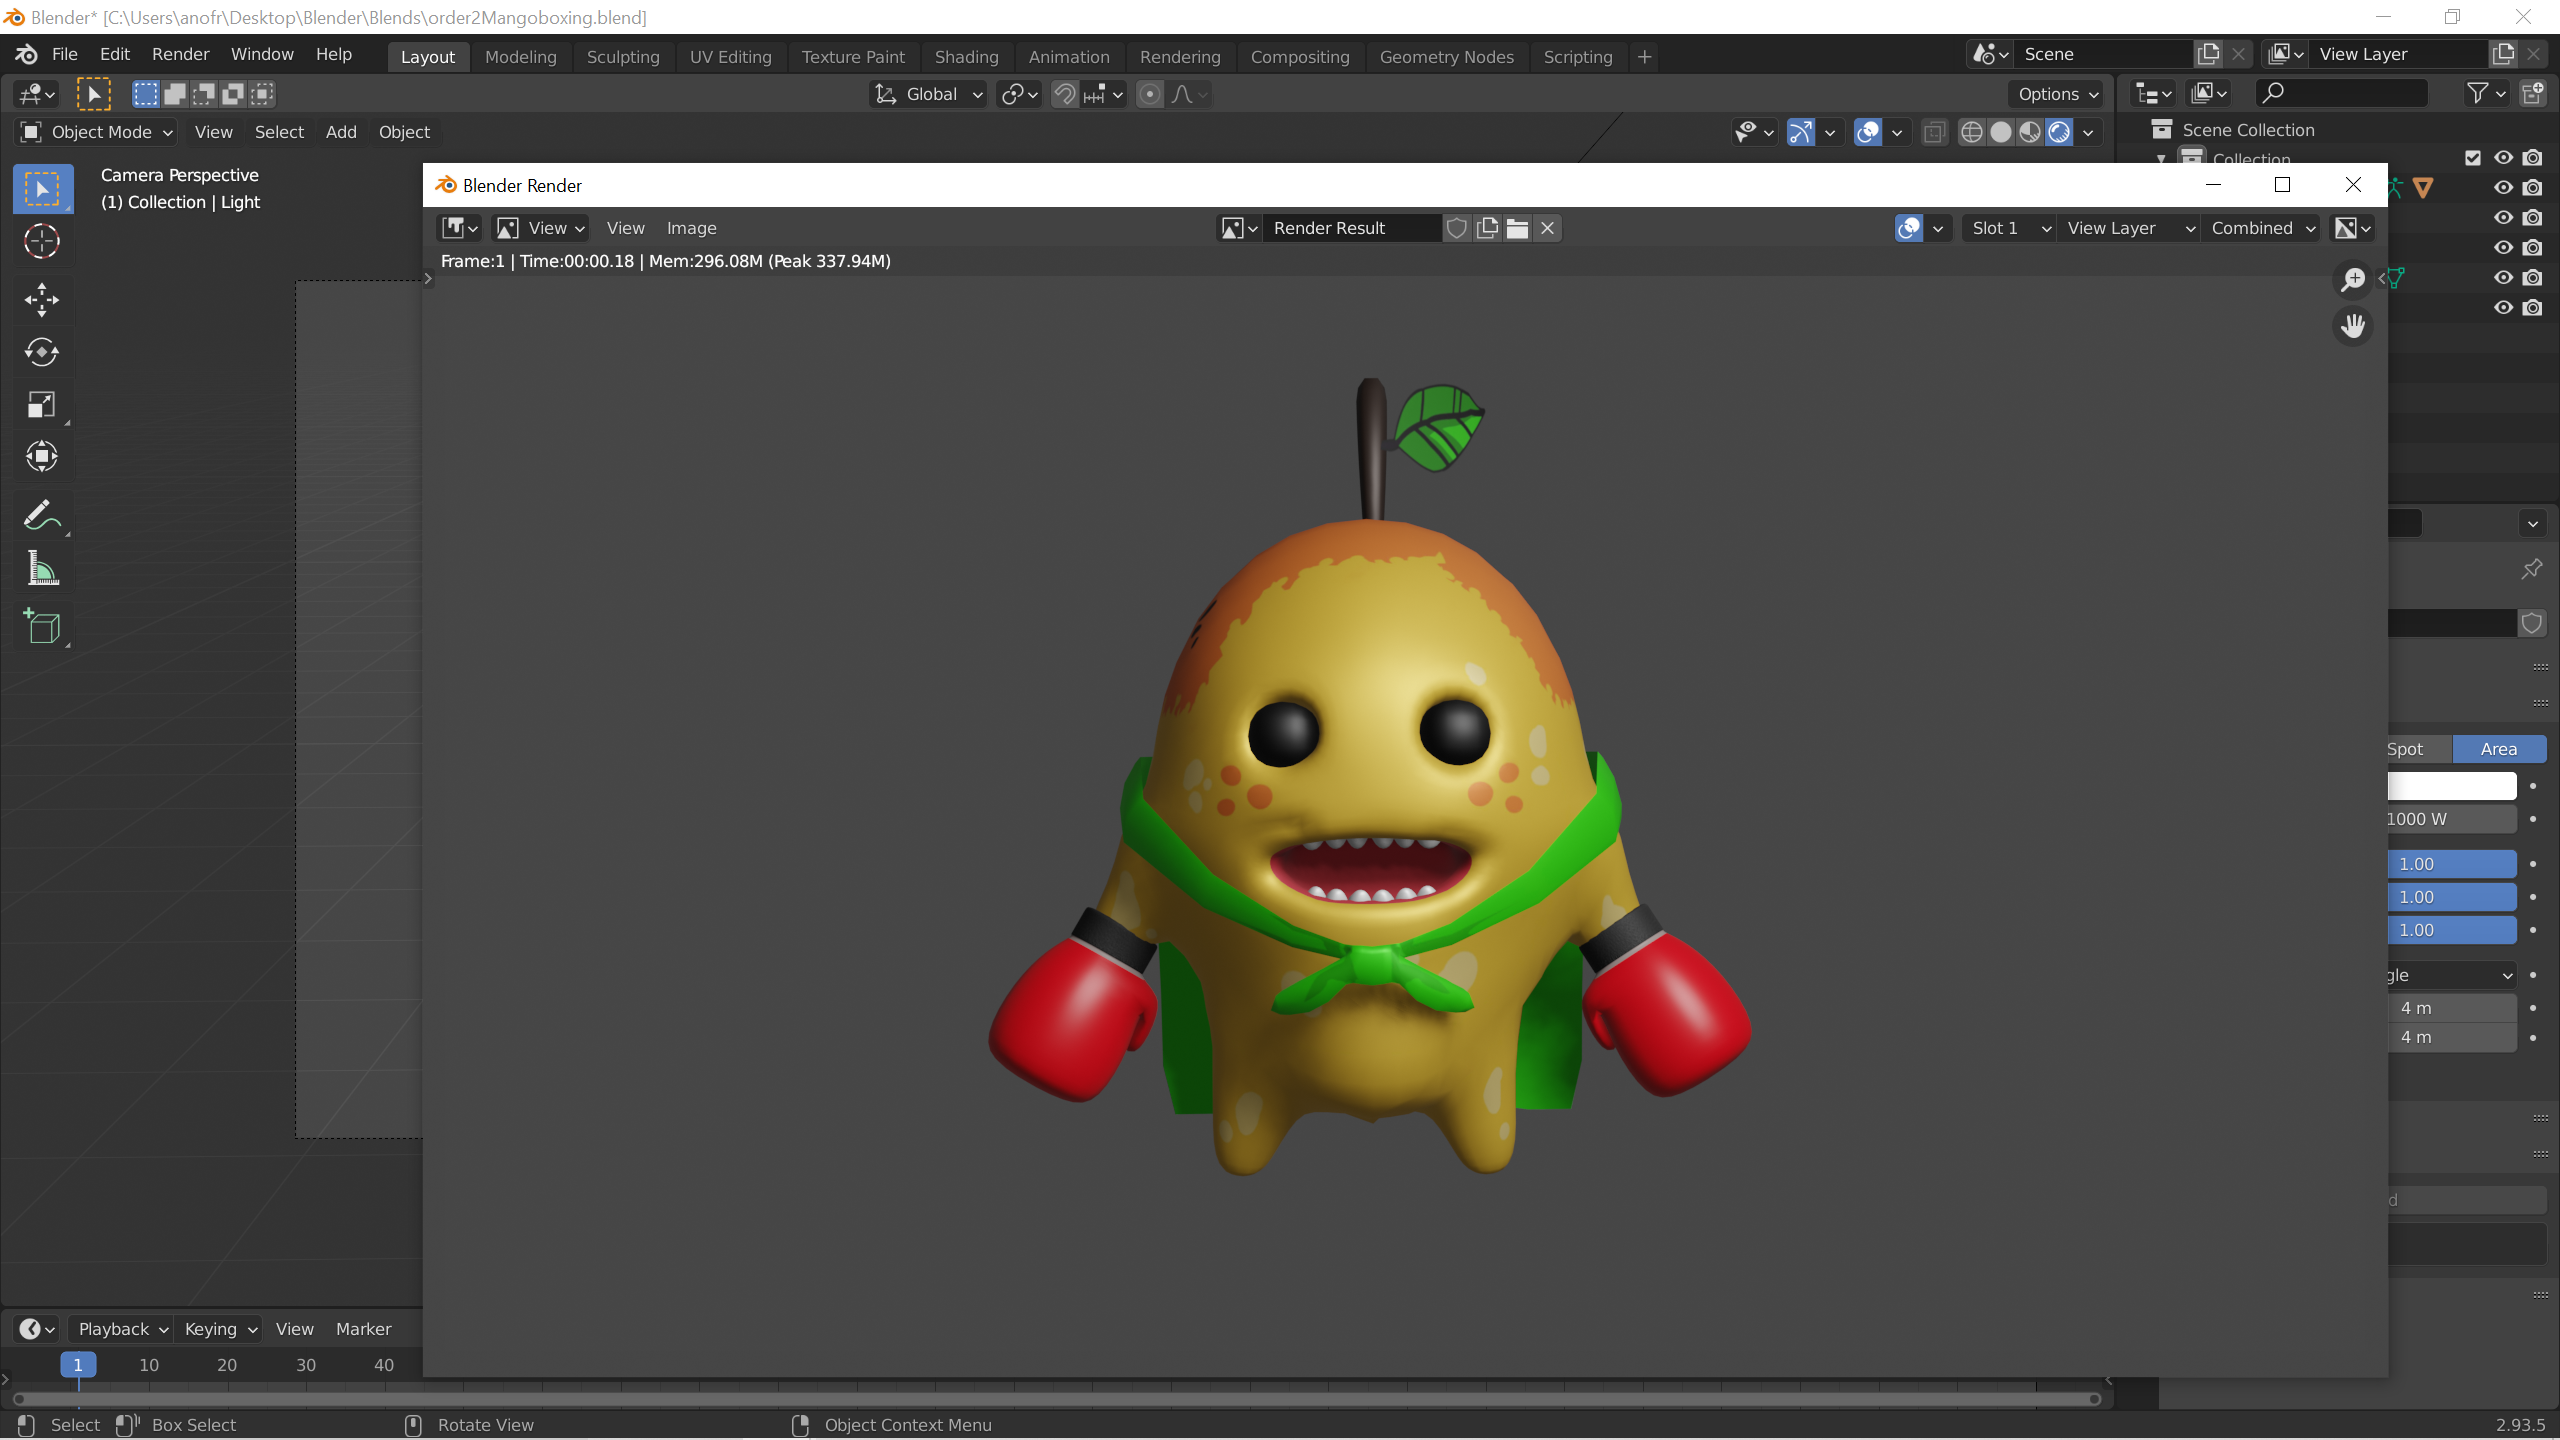 Blender* [C:\Users\anofr\Desktop\Blender\Blends\order2Mangoboxing.blend]
File Edit Render Window Help Layout Modeling Sculpting UV Editing Texture Paint Shading Animation Rendering Compositing Geometry Nodes Scripting + Scene View Layer
Global Options
Object Mode View Select Add Object
Scene Collection
Collection
Camera Perspective
(1) Collection | Light
Blender Render
View View Image Render Result Slot 1 View Layer Combined
Frame:1 | Time:00:00.18 | Mem:296.08M (Peak 337.94M)
Spot Area
1000 W
1.00
1.00
1.00
gle
4 m
4 m
d
Playback Keying View Marker
1 10 20 30 40
Select Box Select Rotate View Object Context Menu 2.93.5